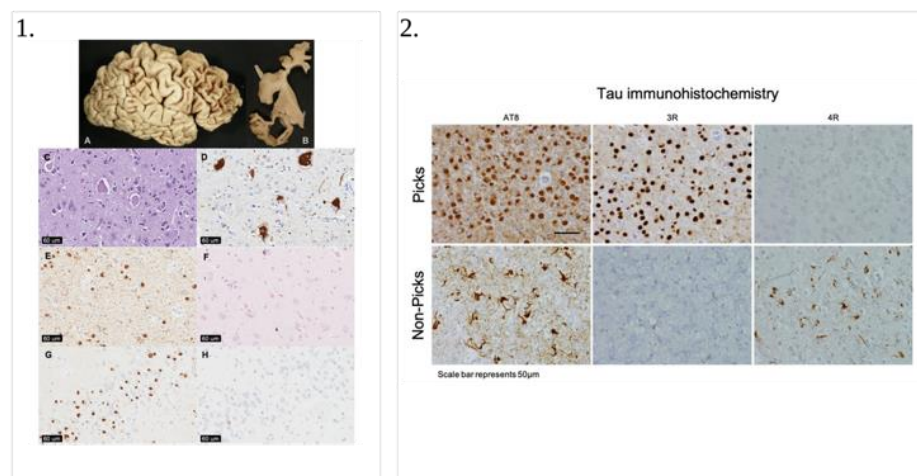 1.
A
B
C
D
60 µm
60 µm
E
F
60 µm
60 µm
G
H
60 µm
60 µm
2.
Tau immunohistochemistry
AT8
3R
4R
Picks
Non-Picks
Scale bar represents 50µm